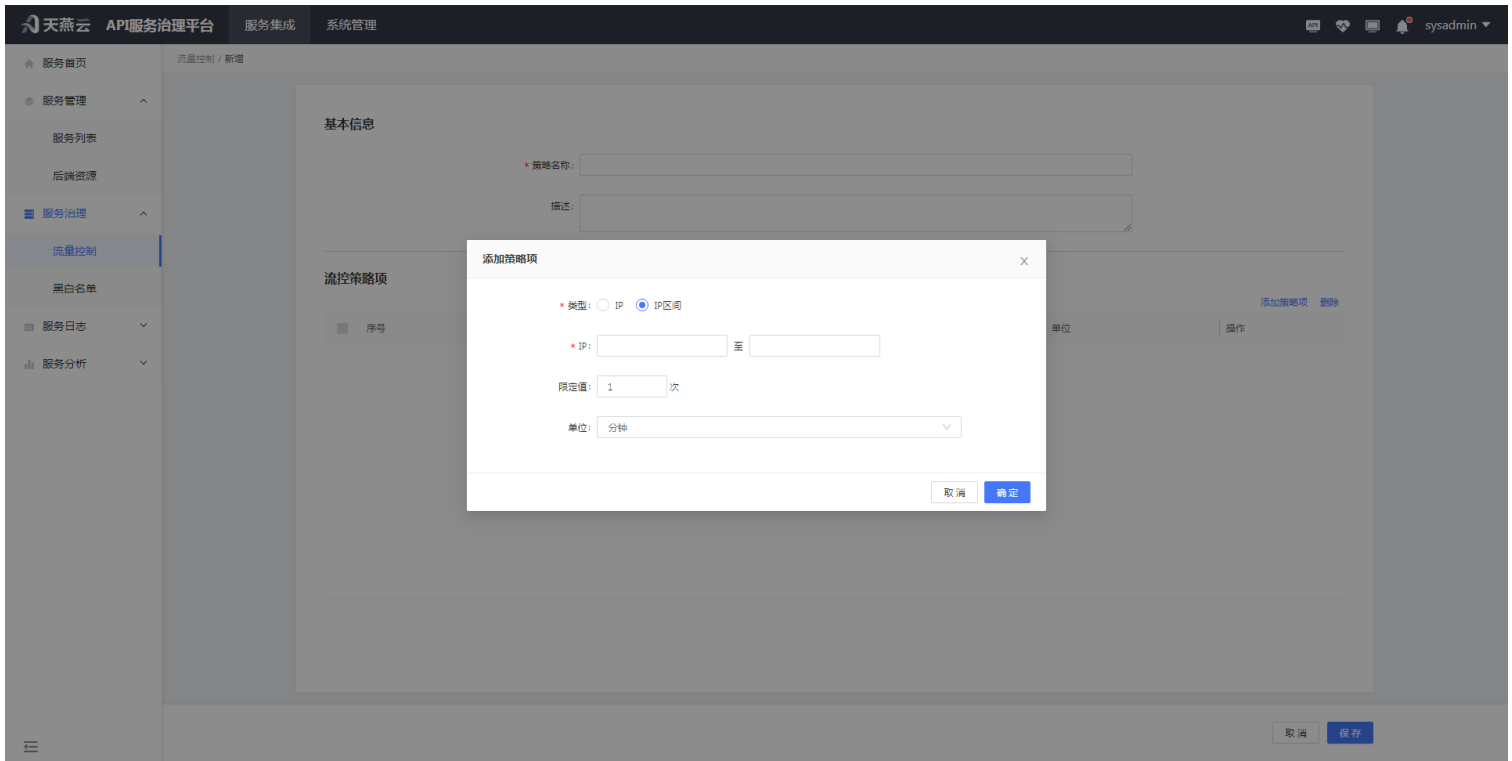 天燕云 API服务治理平台 服务集成 系统管理 API sysadmin
服务首页
流量控制 / 新增
服务管理
服务列表
后端资源
服务治理
流量控制
黑白名单
服务日志
服务分析
基本信息
* 策略名称:
描述:
流控策略项
添加策略项 删除
序号 单位 操作
添加策略项
* 类型: IP IP区间
* IP: 至
限定值: 1 次
单位: 分钟
取消 确定
取消 保存